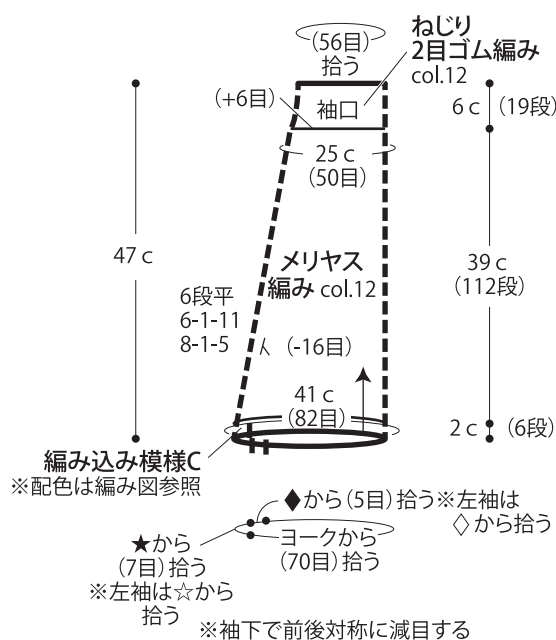 (56目)
拾う
ねじり
2目ゴム編み
col.12
(+6目)
袖口
6 c (19段)
25 c
(50目)
47 c
メリヤス
編み col.12
39 c
(112段)
6段平
6-1-11
8-1-5
(-16目)
41 c
(82目)
2 c (6段)
編み込み模様C
※配色は編み図参照
◆から(5目)拾う※左袖は
◇から拾う
★から
(7目)拾う
※左袖は☆から
拾う
ヨークから
(70目)拾う
※袖下で前後対称に減目する